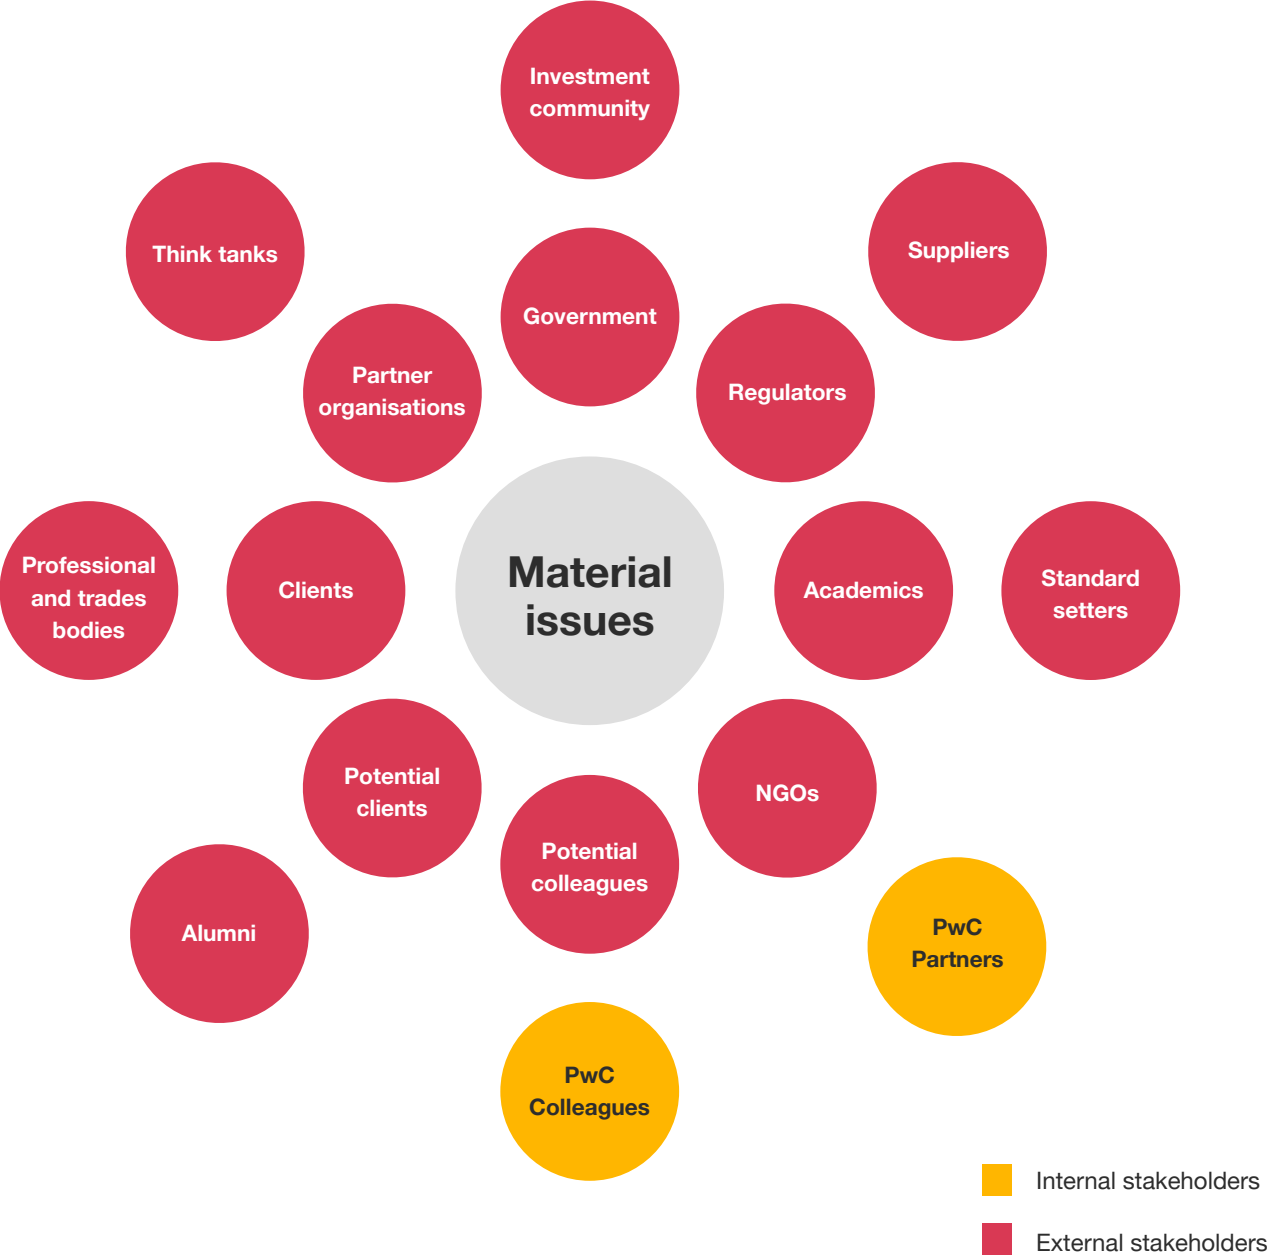 Investment
community
Think tanks
Suppliers
Government
Partner
organisations
Regulators
Material
issues
Professional
and trades
bodies
Clients
Academics
Standard
setters
Potential
clients
NGOs
Potential
colleagues
Alumni
PwC
Partners
PwC
Colleagues
Internal stakeholders
External stakeholders